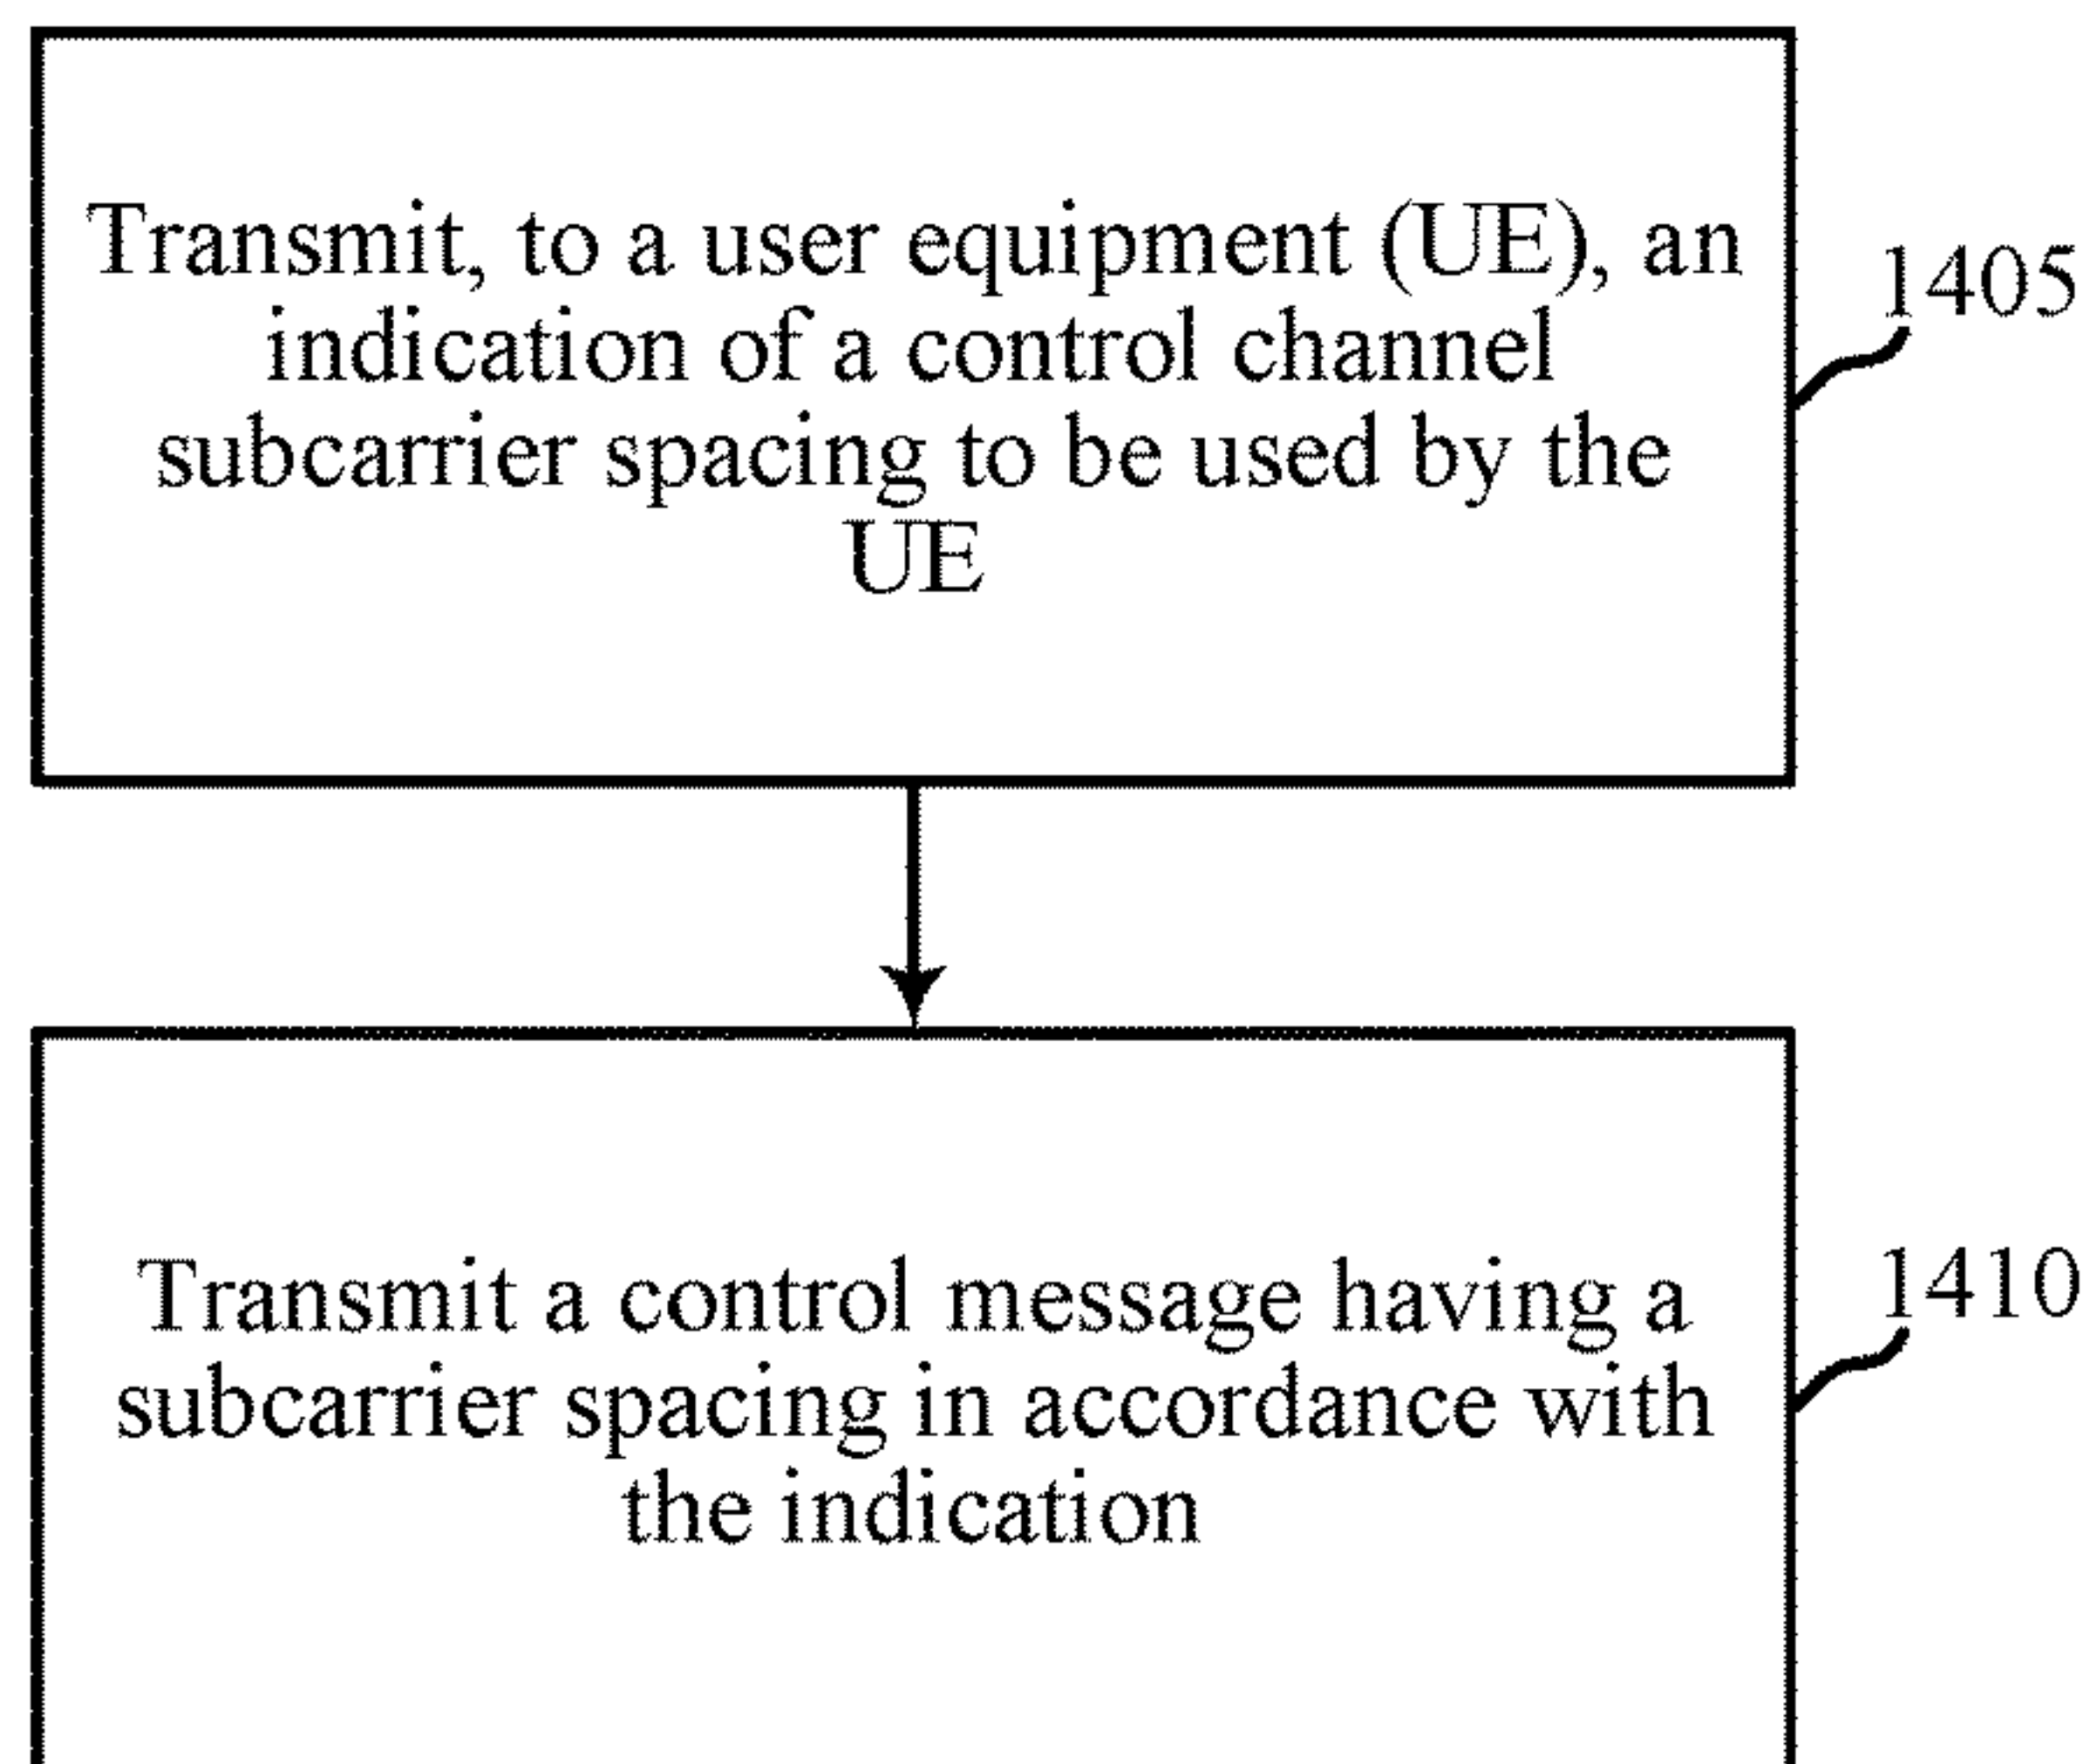 Transmit, to a user equipment (UE), an
indication of a control channel
subcarrier spacing to be used by the
UE
1405
Transmit a control message having a
subcarrier spacing in accordance with
the indication
1410